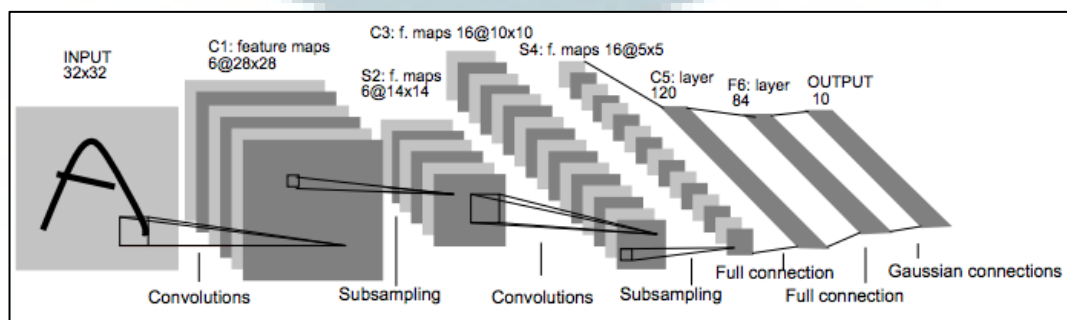 INPUT
32x32
C1: feature maps
6@28x28
S2: f. maps
6@14x14
C3: f. maps 16@10x10
S4: f. maps 16@5x5
C5: layer
120
F6: layer
84
OUTPUT
10
Convolutions
Subsampling
Convolutions
Subsampling
Full connection
Full connection
Gaussian connections